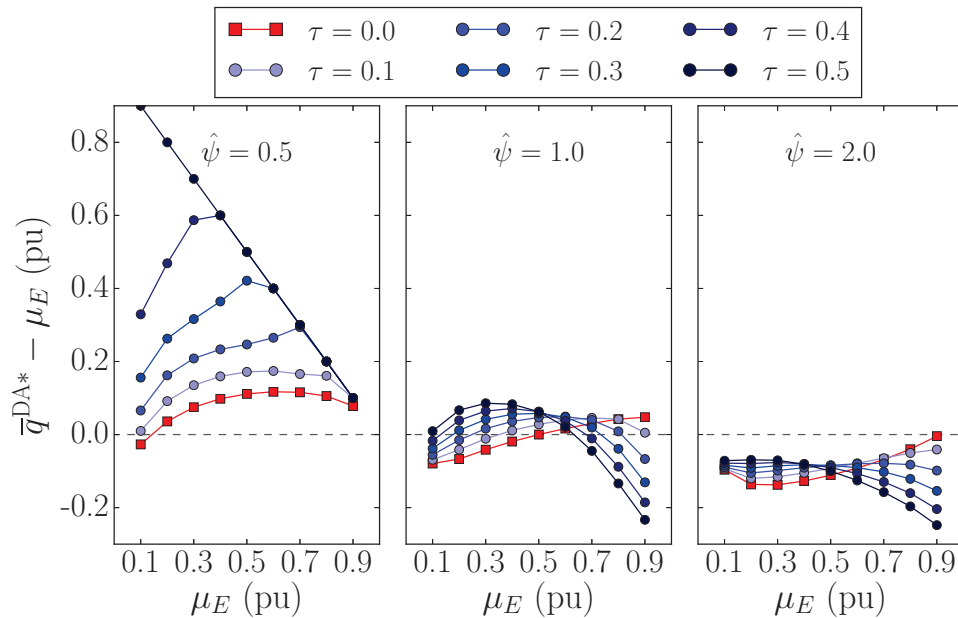 τ = 0.0 τ = 0.2 τ = 0.4
τ = 0.1 τ = 0.3 τ = 0.5
ψ̂ = 0.5 ψ̂ = 1.0 ψ̂ = 2.0
0.8
0.6
0.4
0.2
0.0
-0.2
q̅^DA* − μ_E (pu)
0.1 0.3 0.5 0.7 0.9 0.1 0.3 0.5 0.7 0.9 0.1 0.3 0.5 0.7 0.9
μ_E (pu) μ_E (pu) μ_E (pu)